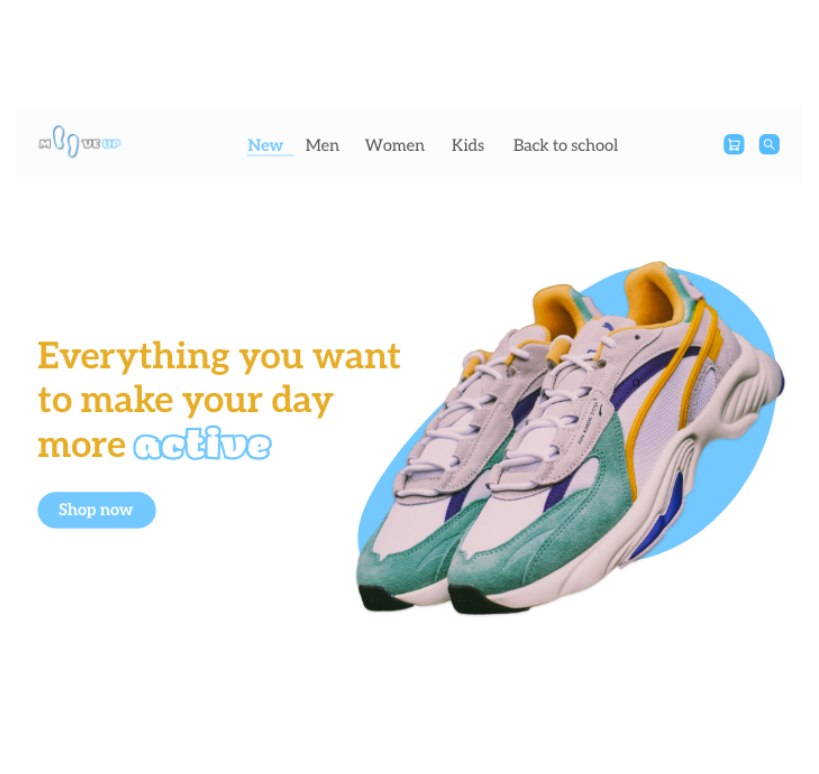 M VE UP
New Men Women Kids Back to school
Everything you want
to make your day
more active
Shop now